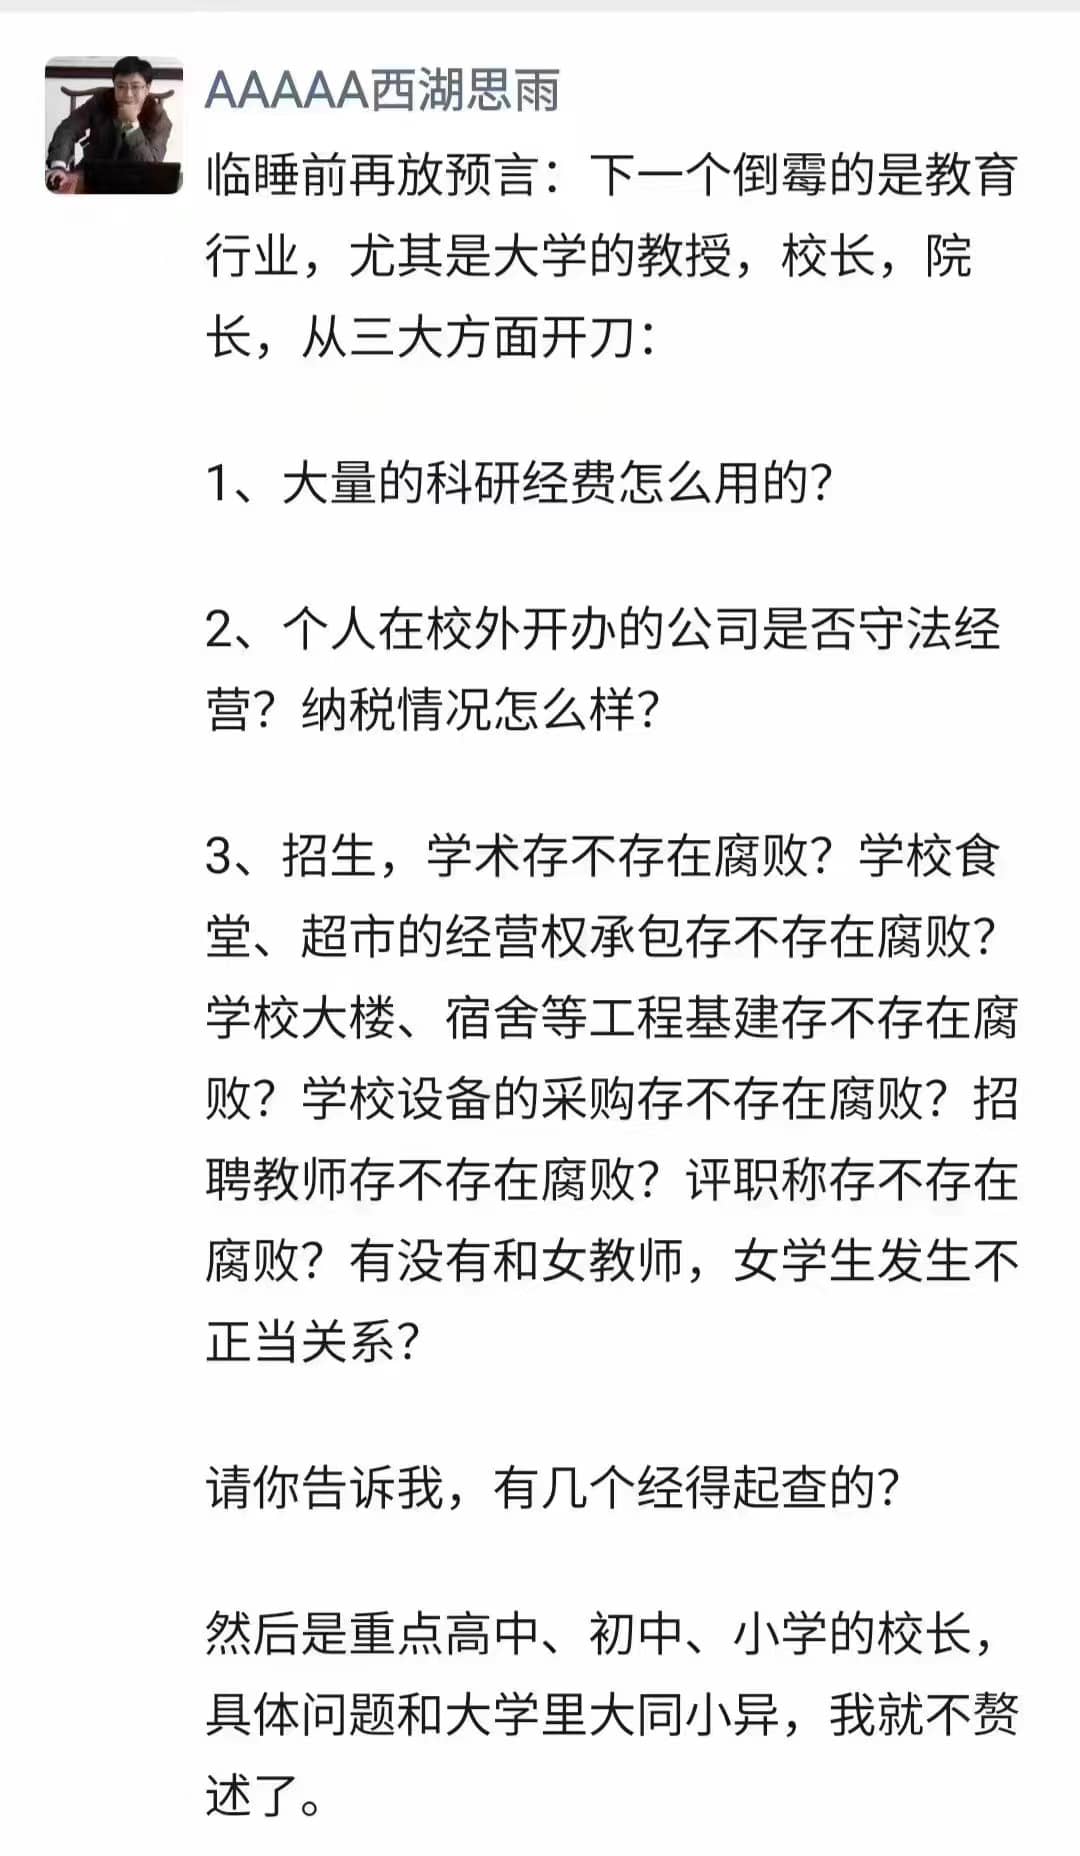 AAAAA西湖思雨
临睡前再放预言：下一个倒霉的是教育
行业，尤其是大学的教授，校长，院
长，从三大方面开刀：
1、大量的科研经费怎么用的？
2、个人在校外开办的公司是否守法经
营？纳税情况怎么样？
3、招生，学术存不存在腐败？学校食
堂、超市的经营权承包存不存在腐败？
学校大楼、宿舍等工程基建存不存在腐
败？学校设备的采购存不存在腐败？招
聘教师存不存在腐败？评职称存不存在
腐败？有没有和女教师，女学生发生不
正当关系？
请你告诉我，有几个经得起查的？
然后是重点高中、初中、小学的校长，
具体问题和大学里大同小异，我就不赘
述了。